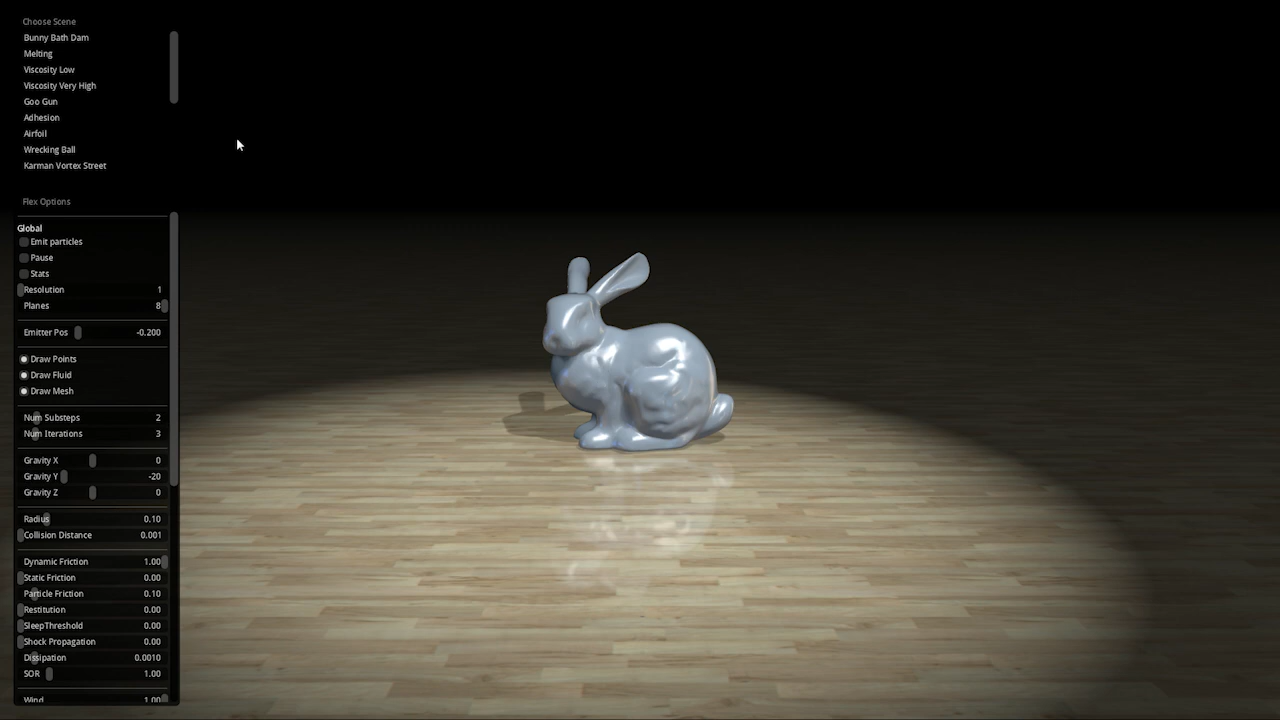 Choose Scene
Bunny Bath Dam
Melting
Viscosity Low
Viscosity Very High
Goo Gun
Adhesion
Airfoil
Wrecking Ball
Karman Vortex Street
Flex Options
Global
Emit particles
Pause
Stats
Resolution 1
Planes 8
Emitter Pos -0.200
Draw Points
Draw Fluid
Draw Mesh
Num Substeps 2
Num Iterations 3
Gravity X 0
Gravity Y -20
Gravity Z 0
Radius 0.10
Collision Distance 0.001
Dynamic Friction 1.00
Static Friction 0.00
Particle Friction 0.10
Restitution 0.00
SleepThreshold 0.00
Shock Propagation 0.00
Dissipation 0.0010
SOR 1.00
Wind 1.00